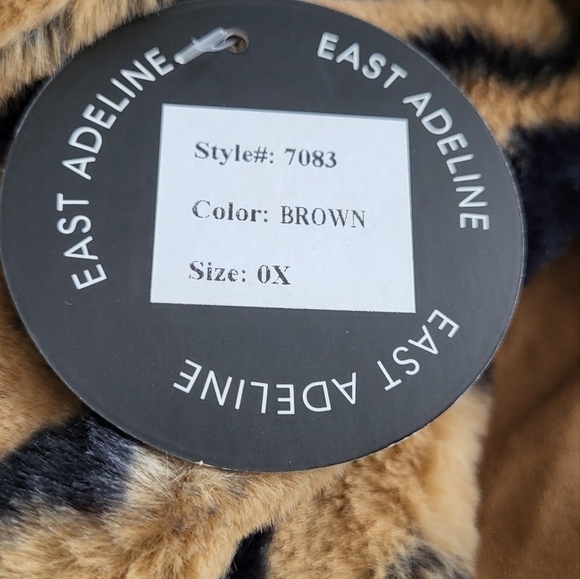 EAST ADELINE
EAST ADELINE
Style#: 7083
Color: BROWN
Size: 0X
EAST ADELINE